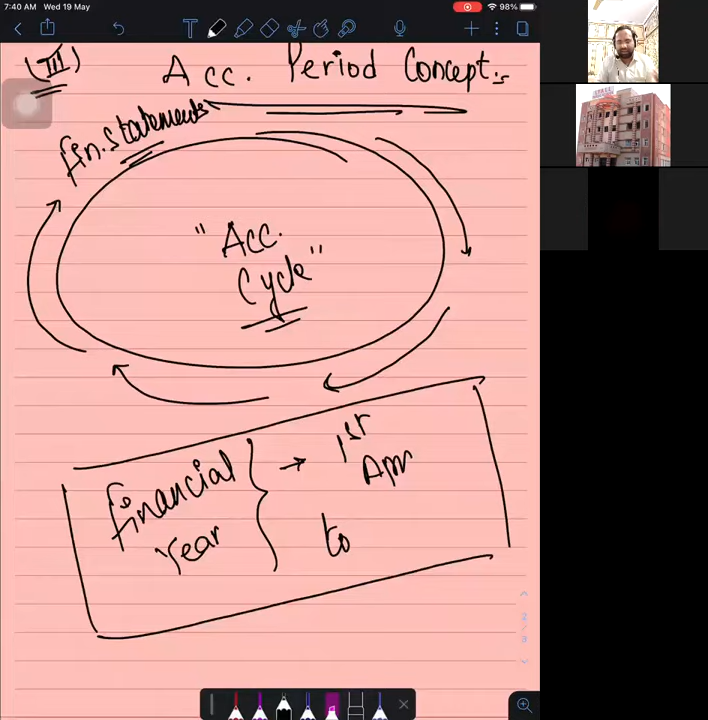 7:40 AM Wed 19 May
98%
(III) Acc. Period Concept.
fin. statements
"Acc.
Cycle"
financial
Year
→ 1st
Apr
to